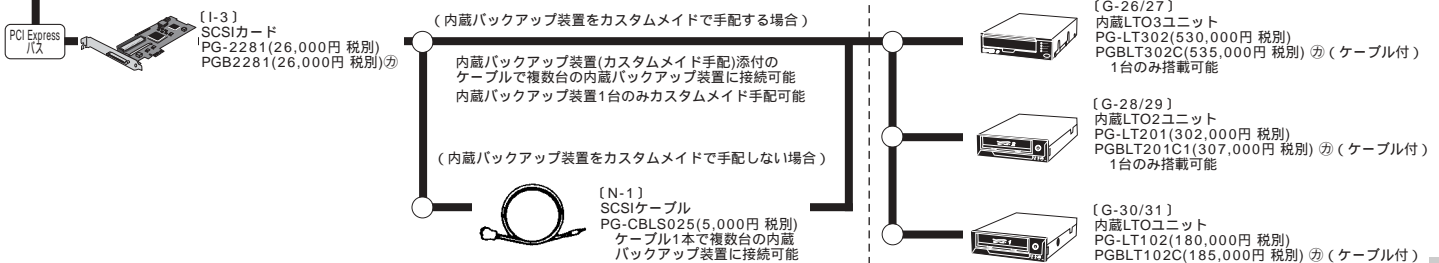 PCI Express
バス
〔I-3〕
SCSIカード
PG-2281(26,000円 税別)
PGB2281(26,000円 税別)㋕
(内蔵バックアップ装置をカスタムメイドで手配する場合)
内蔵バックアップ装置(カスタムメイド手配)添付の
ケーブルで複数台の内蔵バックアップ装置に接続可能
内蔵バックアップ装置1台のみカスタムメイド手配可能
(内蔵バックアップ装置をカスタムメイドで手配しない場合)
〔N-1〕
SCSIケーブル
PG-CBLS025(5,000円 税別)
ケーブル1本で複数台の内蔵
バックアップ装置に接続可能
〔G-26/27〕
内蔵LTO3ユニット
PG-LT302(530,000円 税別)
PGBLT302C(535,000円 税別) ㋕(ケーブル付)
1台のみ搭載可能
〔G-28/29〕
内蔵LTO2ユニット
PG-LT201(302,000円 税別)
PGBLT201C1(307,000円 税別) ㋕(ケーブル付)
1台のみ搭載可能
〔G-30/31〕
内蔵LTOユニット
PG-LT102(180,000円 税別)
PGBLT102C(185,000円 税別) ㋕(ケーブル付)